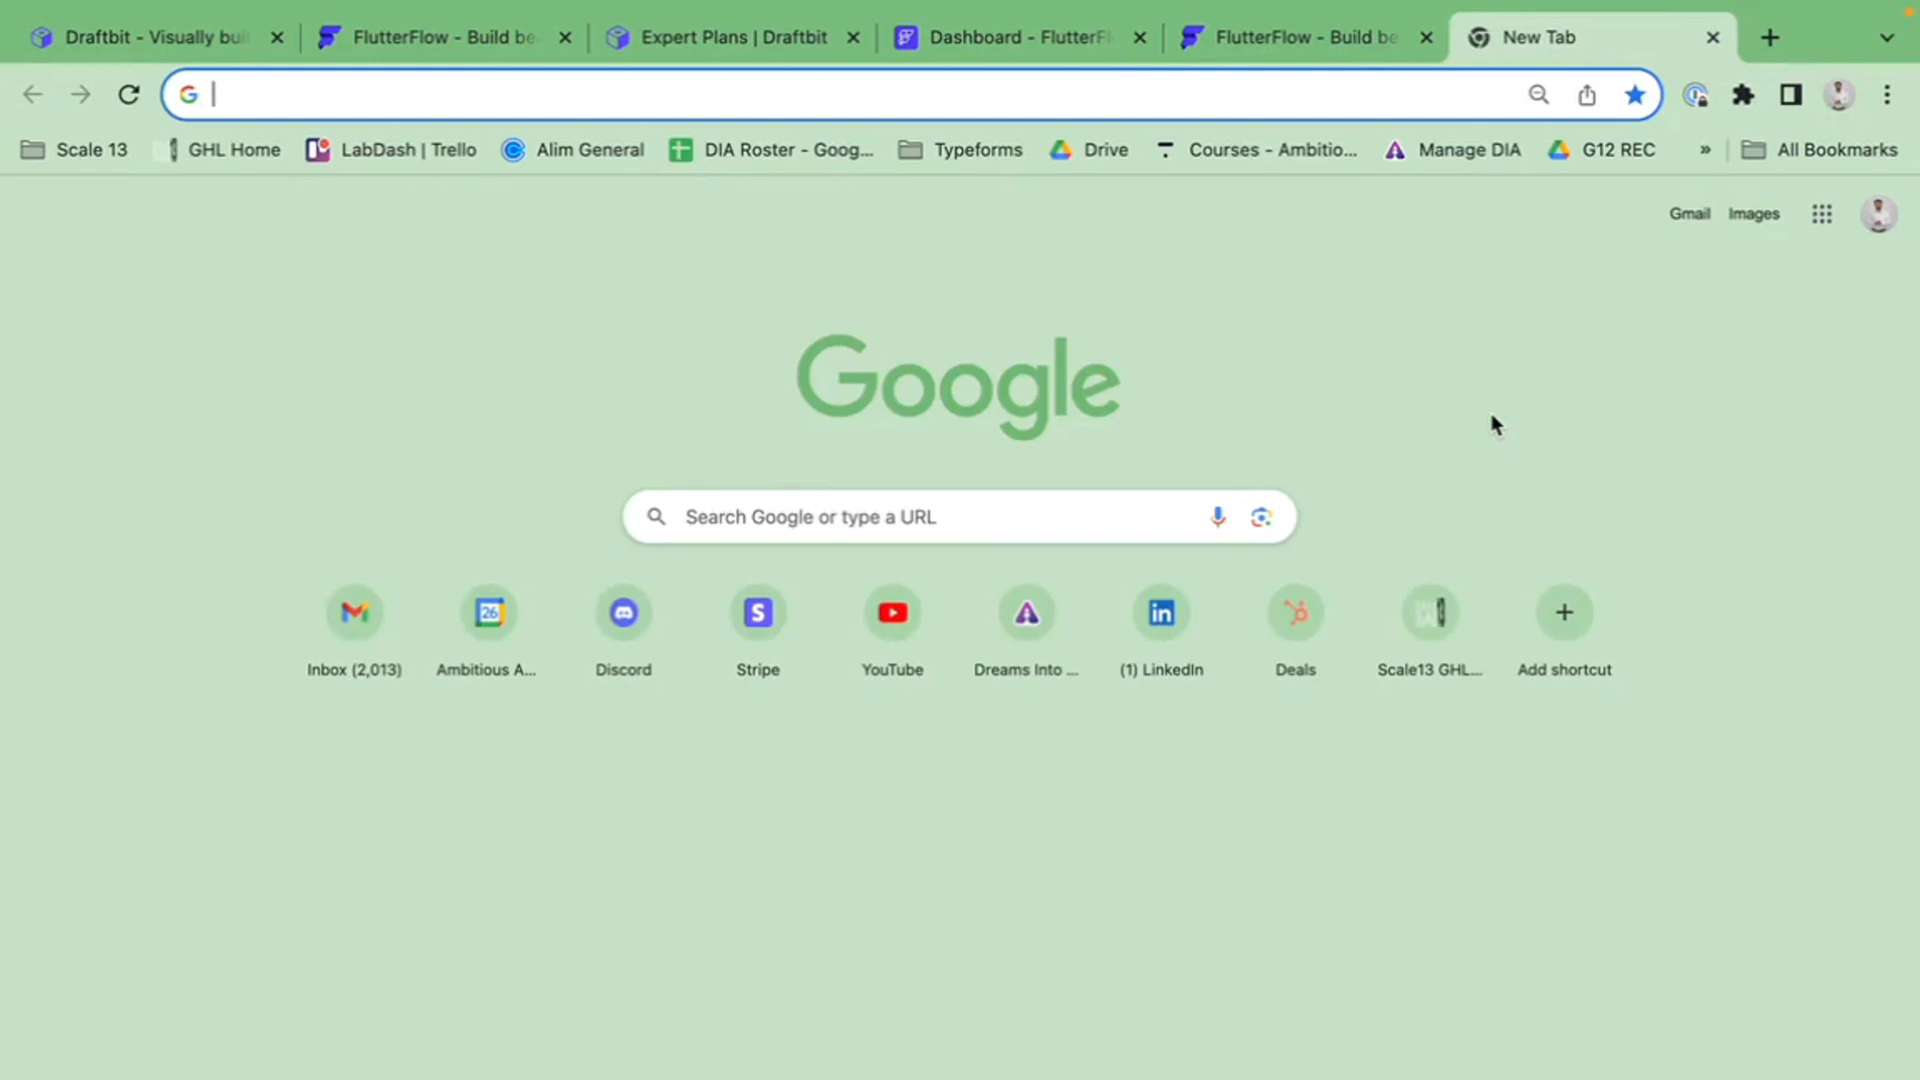 Draftbit - Visually bui
FlutterFlow - Build be
Expert Plans | Draftbit
Dashboard - FlutterFl
FlutterFlow - Build be
New Tab
Scale 13
GHL Home
LabDash | Trello
Alim General
DIA Roster - Goog...
Typeforms
Drive
Courses - Ambitio...
Manage DIA
G12 REC
»
All Bookmarks
Gmail
Images
Google
Search Google or type a URL
26
S
in
Inbox (2,013)
Ambitious A...
Discord
Stripe
YouTube
Dreams Into ...
(1) LinkedIn
Deals
Scale13 GHL...
Add shortcut